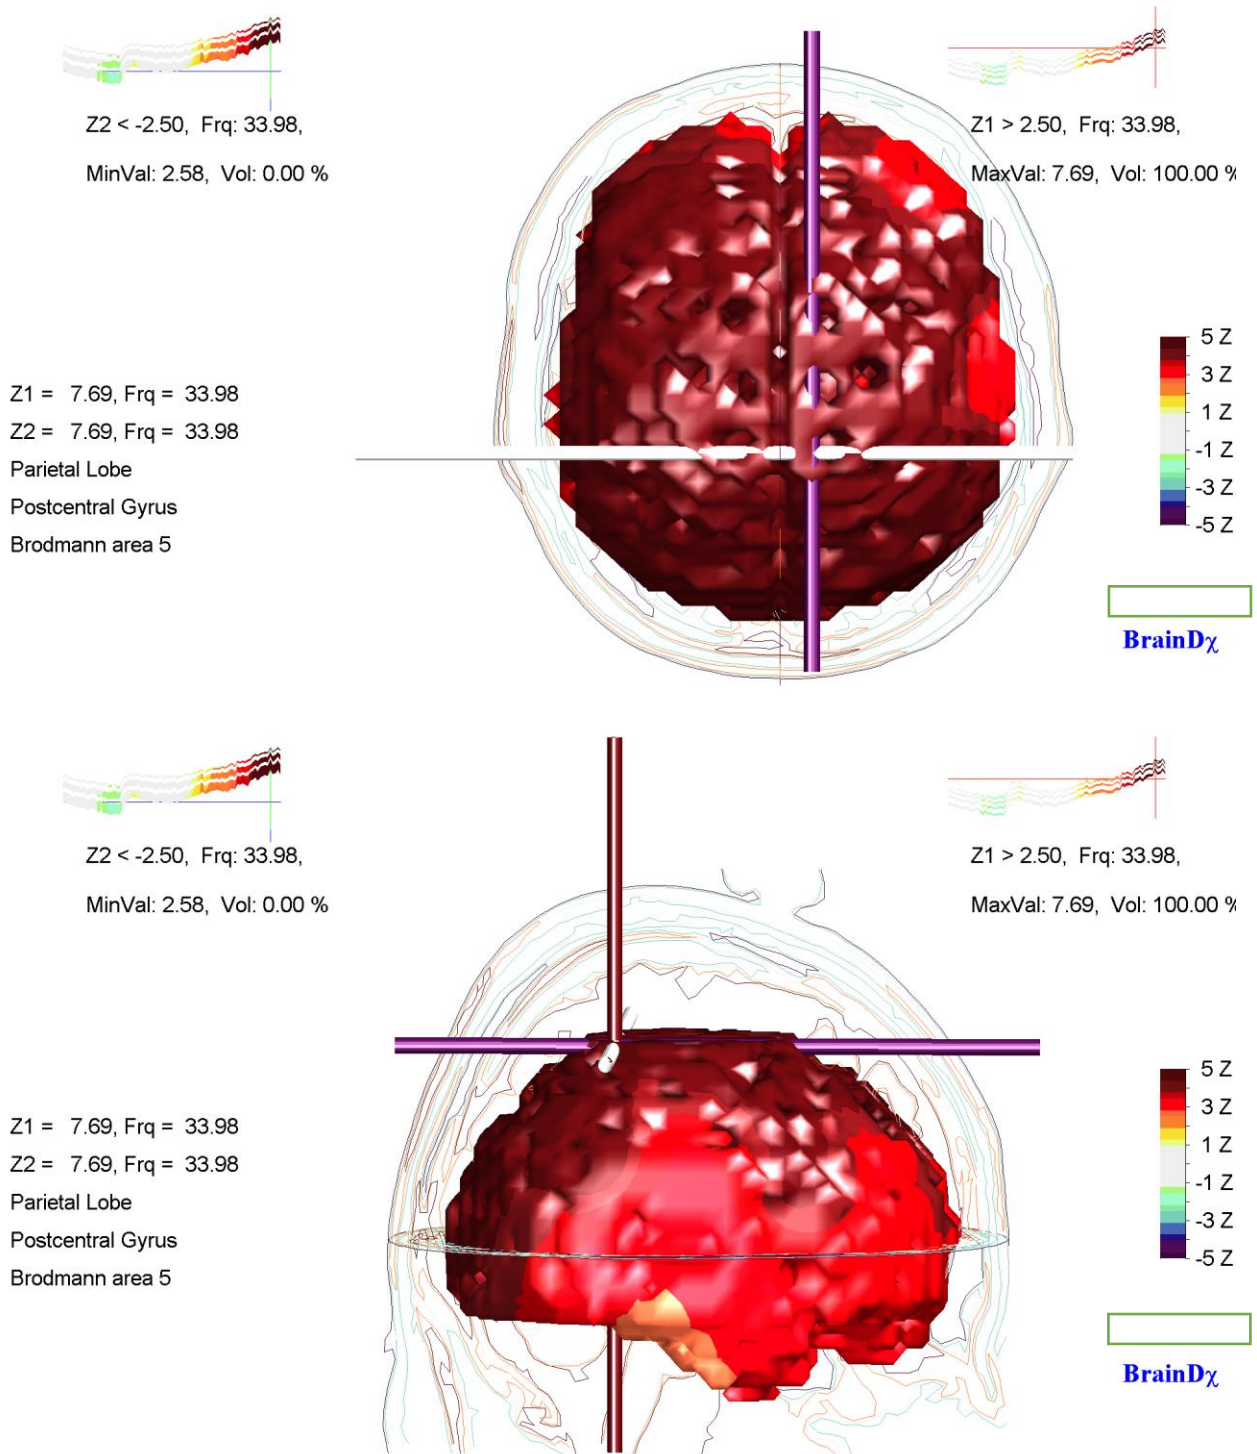 Z2 < -2.50, Frq: 33.98,
MinVal: 2.58, Vol: 0.00 %
Z1 > 2.50, Frq: 33.98,
MaxVal: 7.69, Vol: 100.00 %
Z1 = 7.69, Frq = 33.98
Z2 = 7.69, Frq = 33.98
Parietal Lobe
Postcentral Gyrus
Brodmann area 5
5 Z
3 Z
1 Z
-1 Z
-3 Z
-5 Z
BrainDχ
Z2 < -2.50, Frq: 33.98,
MinVal: 2.58, Vol: 0.00 %
Z1 > 2.50, Frq: 33.98,
MaxVal: 7.69, Vol: 100.00 %
Z1 = 7.69, Frq = 33.98
Z2 = 7.69, Frq = 33.98
Parietal Lobe
Postcentral Gyrus
Brodmann area 5
5 Z
3 Z
1 Z
-1 Z
-3 Z
-5 Z
BrainDχ